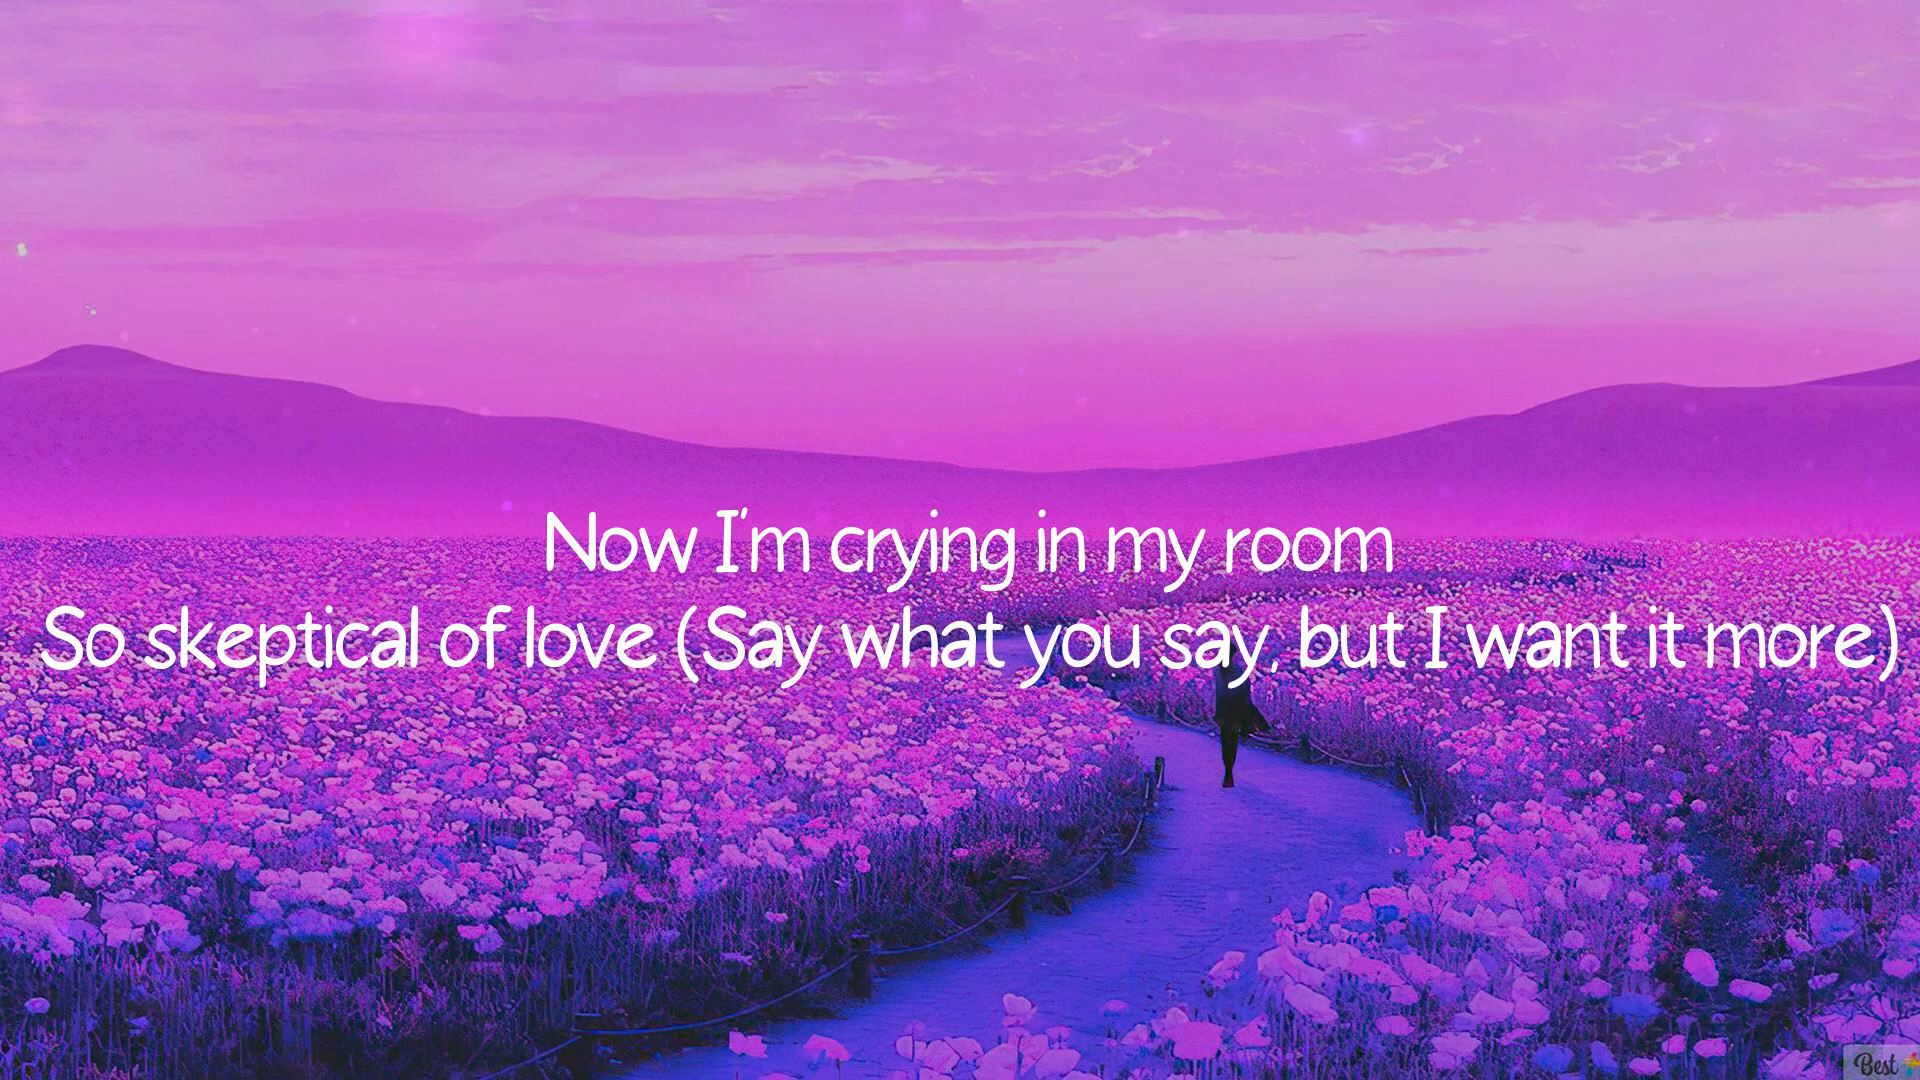 Now I'm crying in my room
So skeptical of love (Say what you say, but I want it more)
Best